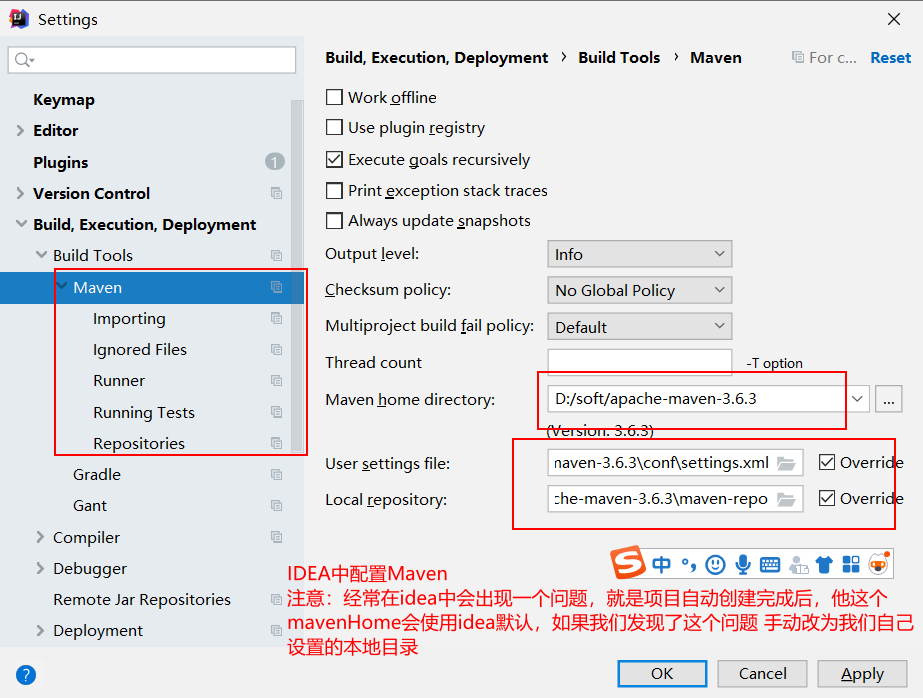 Settings
Build, Execution, Deployment › Build Tools › Maven
For c...
Reset
Keymap
Editor
Plugins
1
Version Control
Build, Execution, Deployment
Build Tools
Maven
Importing
Ignored Files
Runner
Running Tests
Repositories
Gradle
Gant
Compiler
Debugger
Remote Jar Repositories
Deployment
Work offline
Use plugin registry
Execute goals recursively
Print exception stack traces
Always update snapshots
Output level: Info
Checksum policy: No Global Policy
Multiproject build fail policy: Default
Thread count -T option
Maven home directory: D:/soft/apache-maven-3.6.3 ...
(Version: 3.6.3)
User settings file: naven-3.6.3\conf\settings.xml Override
Local repository: che-maven-3.6.3\maven-repo Override
S 中 °,
IDEA中配置Maven
注意：经常在idea中会出现一个问题，就是项目自动创建完成后，他这个
mavenHome会使用idea默认，如果我们发现了这个问题 手动改为我们自己
设置的本地目录
?
OK
Cancel
Apply